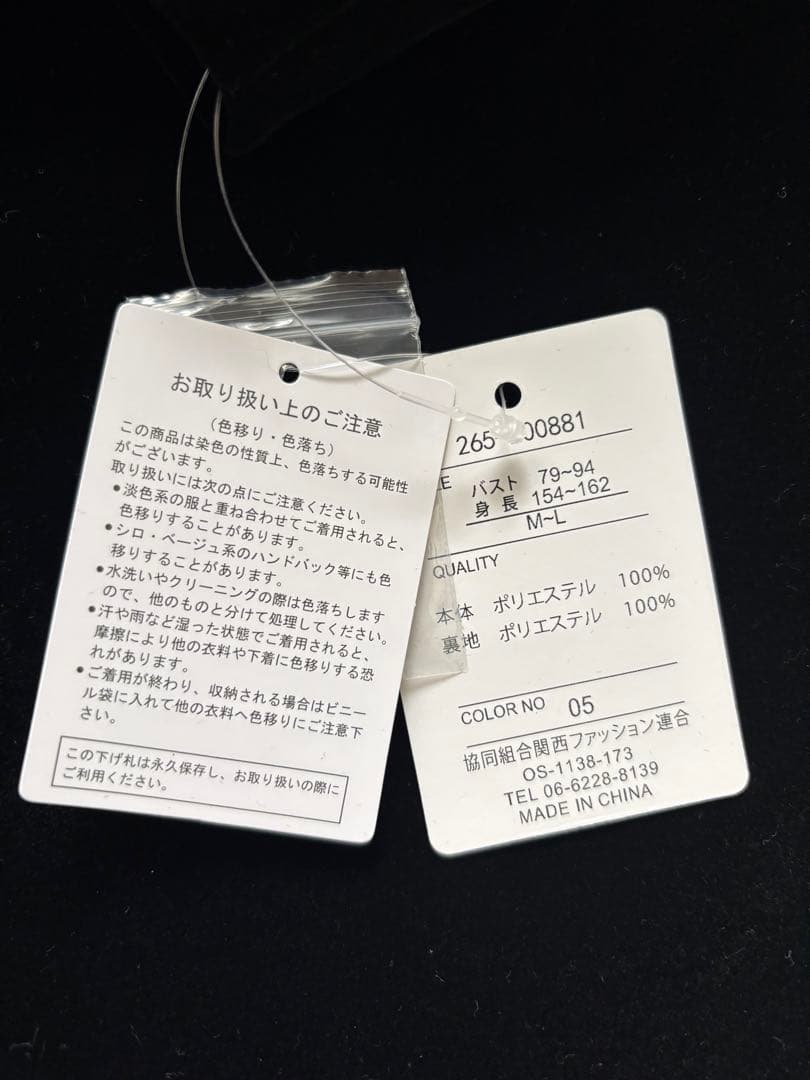 お取り扱い上のご注意
(色移り・色落ち)
この商品は染色の性質上、色落ちする可能性
がございます。
取り扱いには次の点にご注意ください。
●淡色系の服と重ね合わせてご着用されると、
色移りすることがあります。
●シロ・ベージュ系のハンドバック等にも色
移りすることがあります。
●水洗いやクリーニングの際は色落ちします
ので、他のものと分けて処理してください。
●汗や雨など湿った状態でご着用されると、
摩擦により他の衣料や下着に色移りする恐
れがあります。
●ご着用が終わり、収納される場合はビニー
ル袋に入れて他の衣料へ色移りにご注意下
さい。
この下げ札は永久保存し、お取り扱いの際に
ご利用ください。
265 00881
バスト 79~94
身長 154~162
M~L
QUALITY
本体 ポリエステル 100%
裏地 ポリエステル 100%
COLOR NO 05
協同組合関西ファッション連合
OS-1138-173
TEL 06-6228-8139
MADE IN CHINA